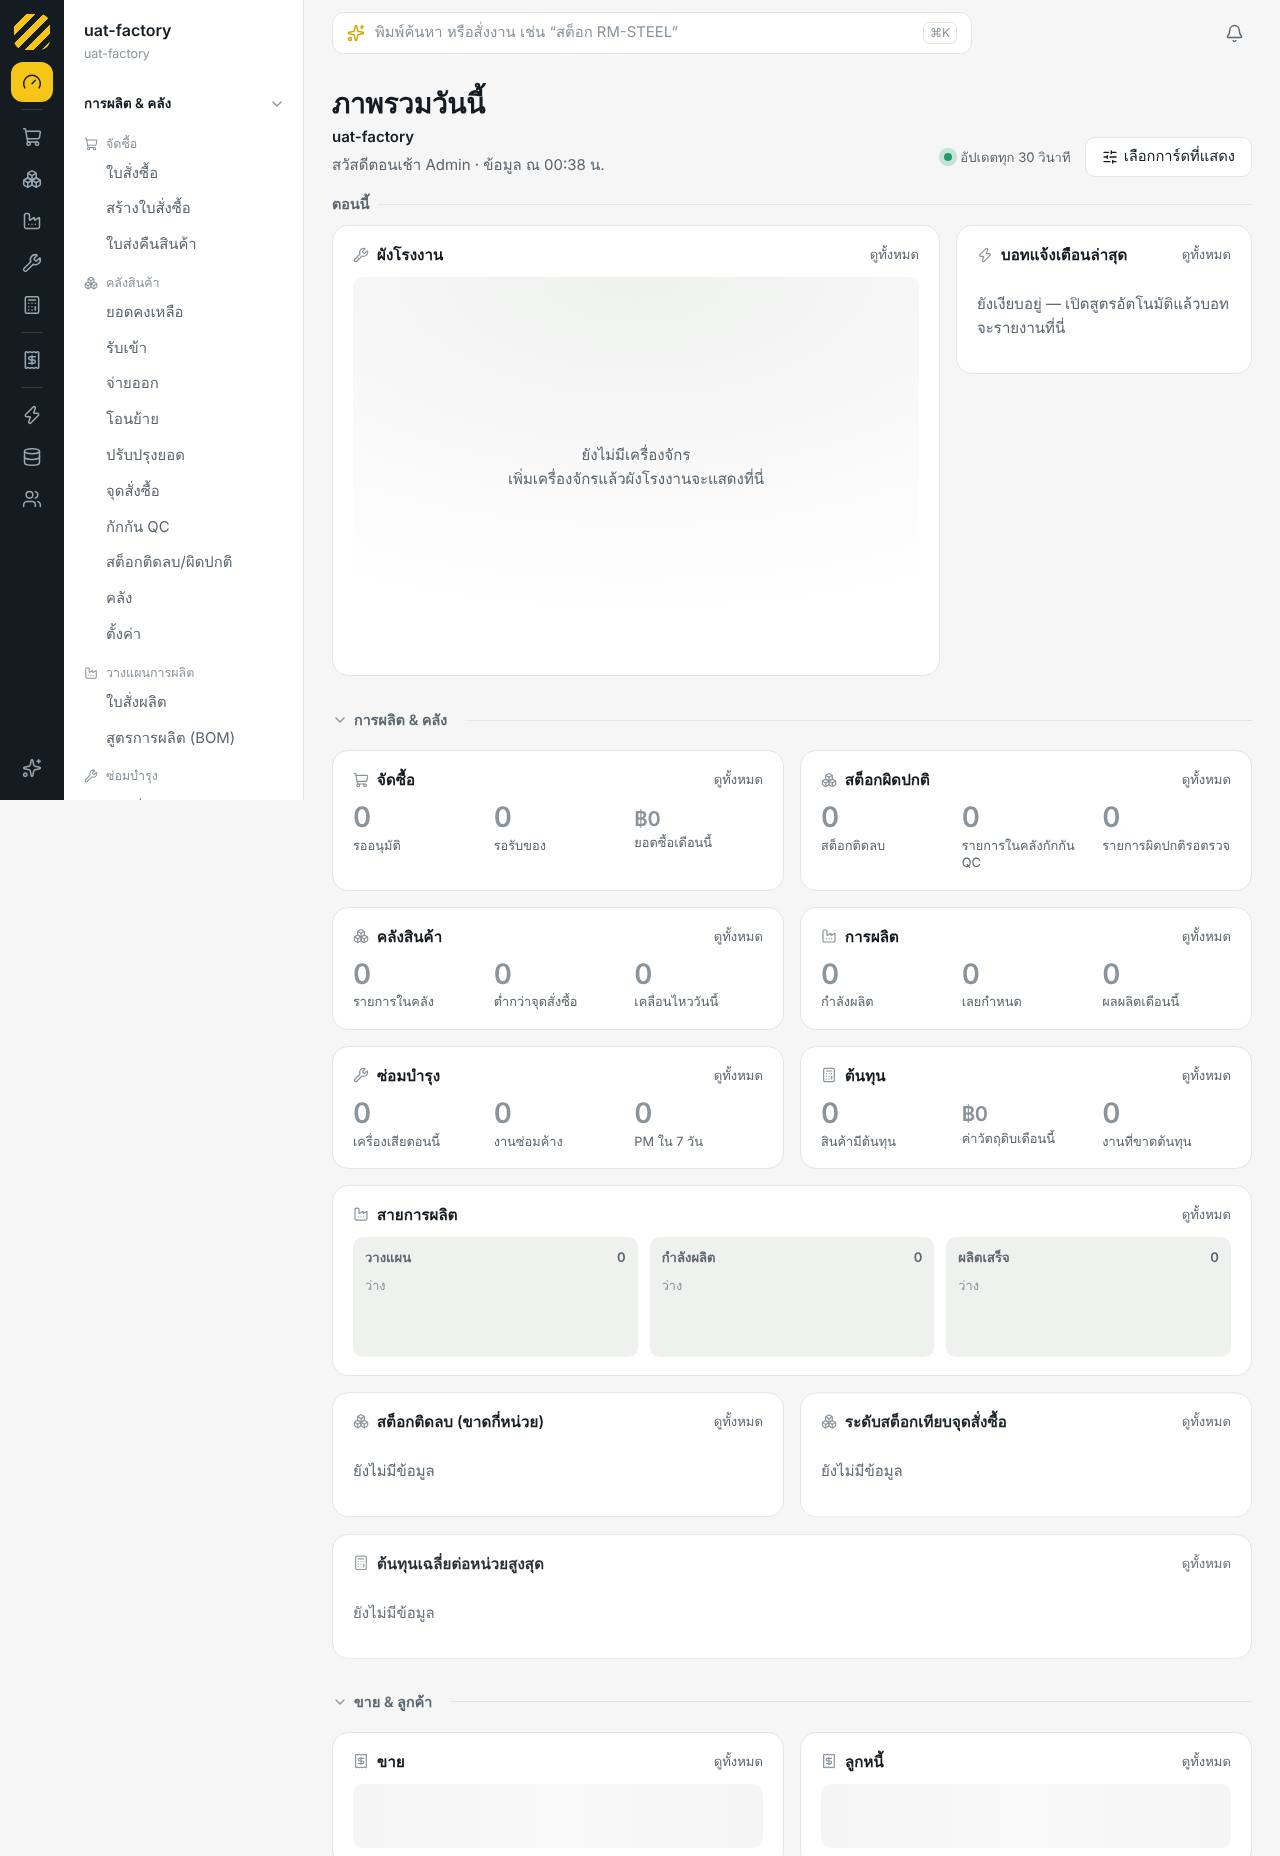 uat-factory
uat-factory
การผลิต & คลัง
จัดซื้อ
ใบสั่งซื้อ
สร้างใบสั่งซื้อ
ใบส่งคืนสินค้า
คลังสินค้า
ยอดคงเหลือ
รับเข้า
จ่ายออก
โอนย้าย
ปรับปรุงยอด
จุดสั่งซื้อ
กักกัน QC
สต็อกติดลบ/ผิดปกติ
คลัง
ตั้งค่า
วางแผนการผลิต
ใบสั่งผลิต
สูตรการผลิต (BOM)
ซ่อมบำรุง
พิมพ์ค้นหา หรือสั่งงาน เช่น “สต็อก RM-STEEL”
⌘K
ภาพรวมวันนี้
uat-factory
สวัสดีตอนเช้า Admin · ข้อมูล ณ 00:38 น.
อัปเดตทุก 30 วินาที
เลือกการ์ดที่แสดง
ตอนนี้
ผังโรงงาน
ดูทั้งหมด
ยังไม่มีเครื่องจักร
เพิ่มเครื่องจักรแล้วผังโรงงานจะแสดงที่นี่
บอทแจ้งเตือนล่าสุด
ดูทั้งหมด
ยังเงียบอยู่ — เปิดสูตรอัตโนมัติแล้วบอท
จะรายงานที่นี่
การผลิต & คลัง
จัดซื้อ
ดูทั้งหมด
0
รออนุมัติ
0
รอรับของ
฿0
ยอดซื้อเดือนนี้
สต็อกผิดปกติ
ดูทั้งหมด
0
สต็อกติดลบ
0
รายการในคลังกักกัน
QC
0
รายการผิดปกติรอตรวจ
คลังสินค้า
ดูทั้งหมด
0
รายการในคลัง
0
ต่ำกว่าจุดสั่งซื้อ
0
เคลื่อนไหววันนี้
การผลิต
ดูทั้งหมด
0
กำลังผลิต
0
เลยกำหนด
0
ผลผลิตเดือนนี้
ซ่อมบำรุง
ดูทั้งหมด
0
เครื่องเสียตอนนี้
0
งานซ่อมค้าง
0
PM ใน 7 วัน
ต้นทุน
ดูทั้งหมด
0
สินค้ามีต้นทุน
฿0
ค่าวัตถุดิบเดือนนี้
0
งานที่ขาดต้นทุน
สายการผลิต
ดูทั้งหมด
วางแผน
0
ว่าง
กำลังผลิต
0
ว่าง
ผลิตเสร็จ
0
ว่าง
สต็อกติดลบ (ขาดกี่หน่วย)
ดูทั้งหมด
ยังไม่มีข้อมูล
ระดับสต็อกเทียบจุดสั่งซื้อ
ดูทั้งหมด
ยังไม่มีข้อมูล
ต้นทุนเฉลี่ยต่อหน่วยสูงสุด
ดูทั้งหมด
ยังไม่มีข้อมูล
ขาย & ลูกค้า
ขาย
ดูทั้งหมด
ลูกหนี้
ดูทั้งหมด